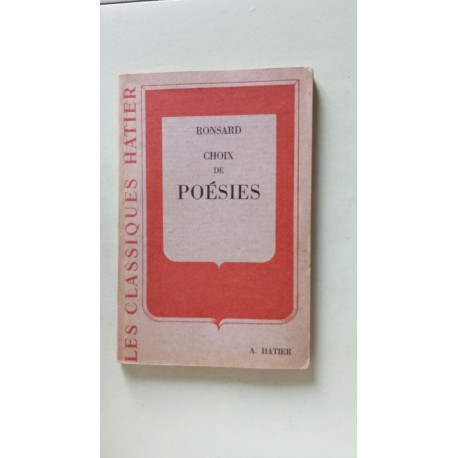 LES CLASSIQUES HATIER
RONSARD
CHOIX
DE
POÉSIES
A. HATIER